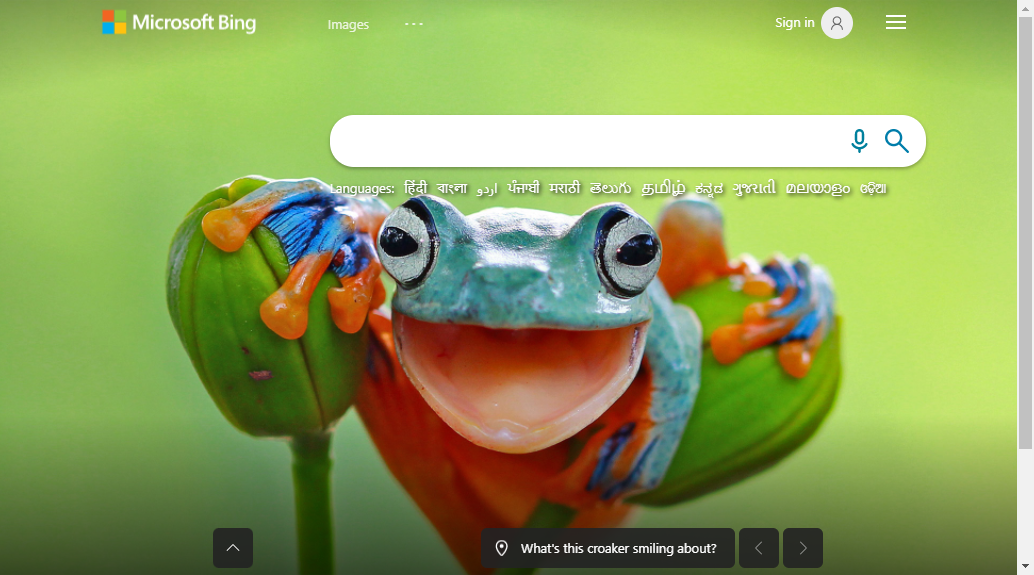 Microsoft Bing
Images
Sign in
Languages: हिंदी বাংলা اردو ਪੰਜਾਬੀ मराठी తెలుగు தமிழ் ಕನ್ನಡ ગુજરાતી മലയാളം ଓଡ଼ିଆ
What's this croaker smiling about?